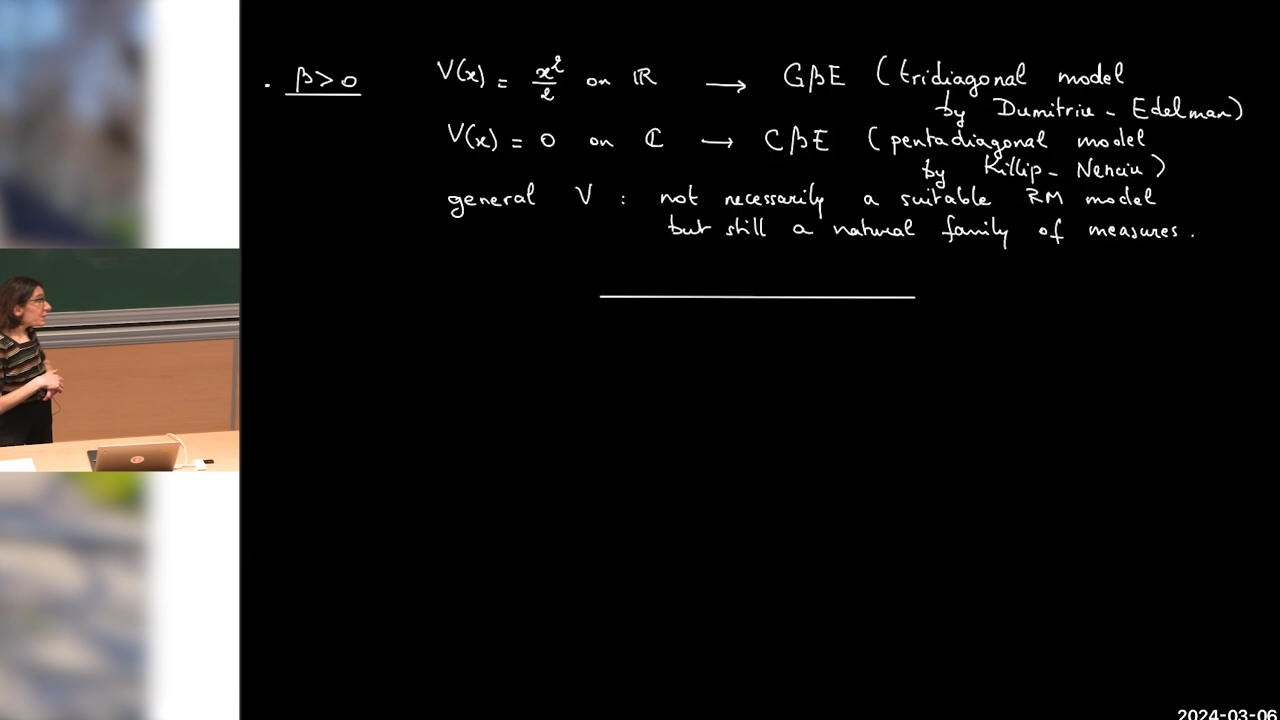 . β>0 V(x) = x²/2 on ℝ → GβE (tridiagonal model
by Dumitriu - Edelman)
V(x) = 0 on ℂ → CβE (pentadiagonal model
by Killip - Nenciu)
general V : not necessarily a suitable RM model
but still a natural family of measures.
2024-03-06